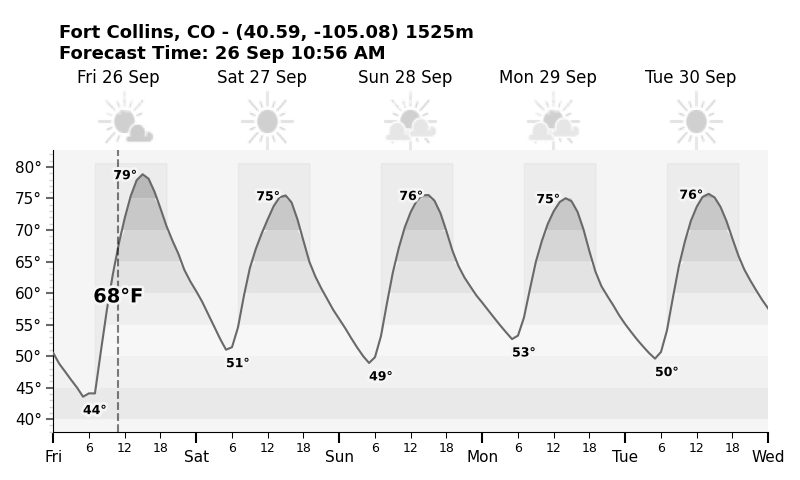 Fort Collins, CO - (40.59, -105.08) 1525m
Forecast Time: 26 Sep 10:56 AM
Fri 26 Sep Sat 27 Sep Sun 28 Sep Mon 29 Sep Tue 30 Sep
80°
79°
75° 75° 76° 75° 76°
70°
65°
60° 68°F
55°
50° 51° 49° 53° 50°
45°
40° 44°
6 12 18 6 12 18 6 12 18 6 12 18 6 12 18
Fri Sat Sun Mon Tue Wed